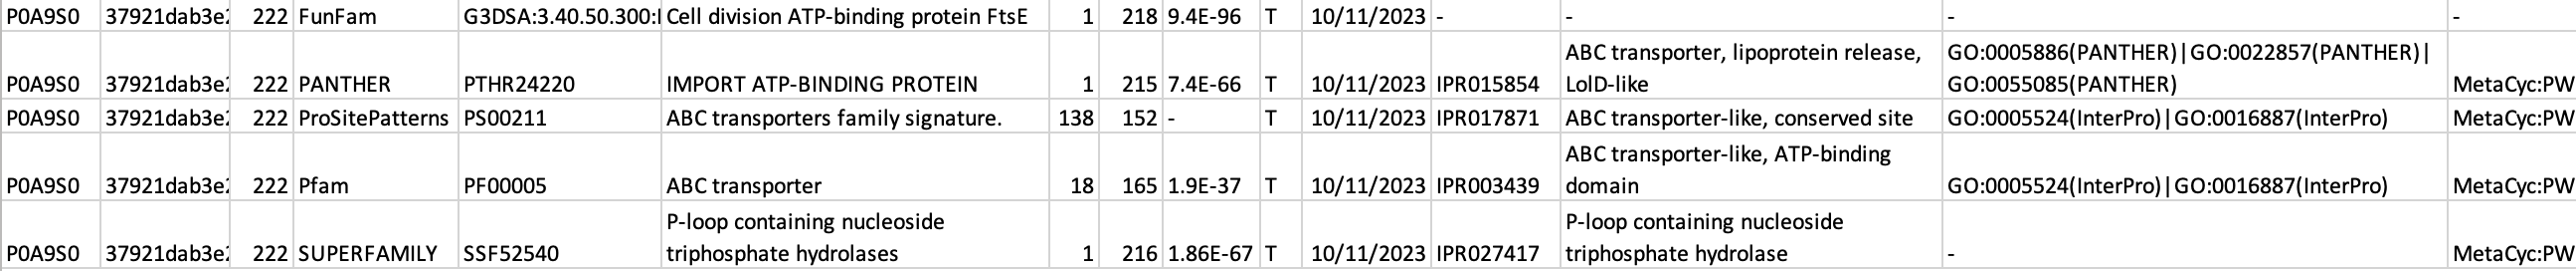 P0A9S0 37921dab3e2 222 FunFam G3DSA:3.40.50.300: Cell division ATP-binding protein FtsE 1 218 9.4E-96 T 10/11/2023 - - - -
ABC transporter, lipoprotein release, GO:0005886(PANTHER)|GO:0022857(PANTHER)|
P0A9S0 37921dab3e2 222 PANTHER PTHR24220 IMPORT ATP-BINDING PROTEIN 1 215 7.4E-66 T 10/11/2023 IPR015854 LolD-like GO:0055085(PANTHER) MetaCyc:PW
P0A9S0 37921dab3e2 222 ProSitePatterns PS00211 ABC transporters family signature. 138 152 - T 10/11/2023 IPR017871 ABC transporter-like, conserved site GO:0005524(InterPro)|GO:0016887(InterPro) MetaCyc:PW
ABC transporter-like, ATP-binding
P0A9S0 37921dab3e2 222 Pfam PF00005 ABC transporter 18 165 1.9E-37 T 10/11/2023 IPR003439 domain GO:0005524(InterPro)|GO:0016887(InterPro) MetaCyc:PW
P-loop containing nucleoside P-loop containing nucleoside
P0A9S0 37921dab3e2 222 SUPERFAMILY SSF52540 triphosphate hydrolases 1 216 1.86E-67 T 10/11/2023 IPR027417 triphosphate hydrolase - MetaCyc:PW